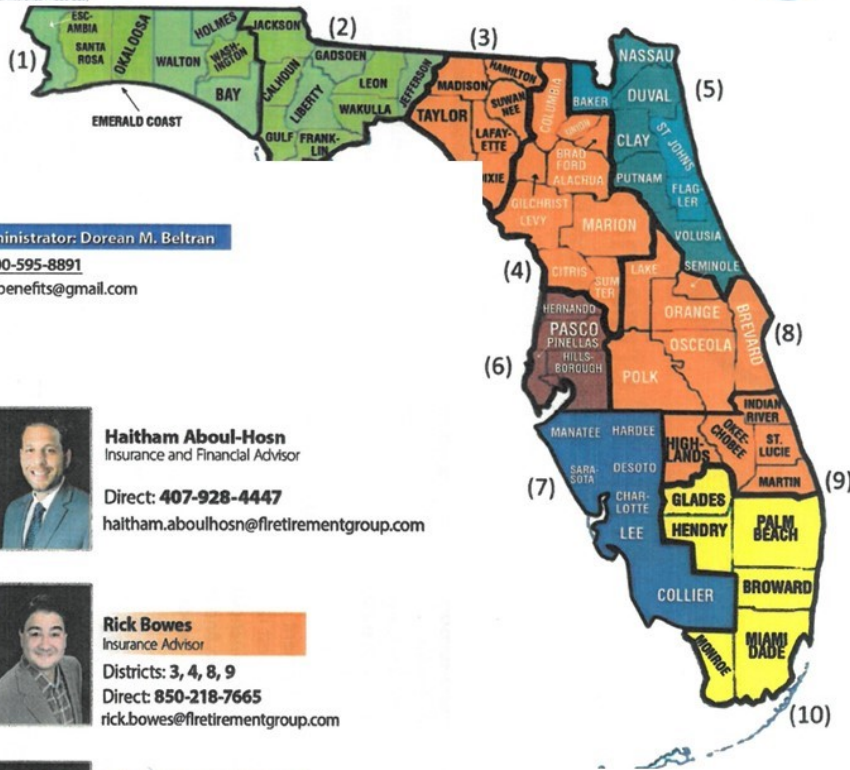 (1)
ESC-
AMBIA
SANTA
ROSA
OKALOOSA
WALTON
HOLMES
WASH-
INGTON
BAY
EMERALD COAST
JACKSON
(2)
CALHOUN
GULF
LIBERTY
GADSOEN
LEON
WAKULLA
FRANK-
LIN
JEFFERSON
(3)
MADISON
TAYLOR
HAMILTON
SUWAN
NEE
LAFAY-
ETTE
IXIE
COLUMBIA
BAKER
UNION
BRAD
FORD
ALACHUA
GILCHRIST
LEVY
MARION
NASSAU
DUVAL
(5)
CLAY
ST JOHNS
PUTNAM
FLAG-
LER
VOLUSIA
SEMINOLE
(4)
CITRIS
SUM
TER
LAKE
ORANGE
OSCEOLA
BREVARD
(8)
POLK
HERNANDO
PASCO
PINELLAS
HILLS-
BOROUGH
(6)
INDIAN
RIVER
HIGH-
LANDS
OKEE-
CHOBEE
ST.
LUCIE
MARTIN
(9)
MANATEE
HARDEE
SARA-
SOTA
DESOTO
CHAR-
LOTTE
LEE
COLLIER
(7)
GLADES
HENDRY
PALM
BEACH
BROWARD
MIAMI
DADE
MONROE
(10)
ministrator: Dorean M. Beltran
00-595-8891
benefits@gmail.com
Haitham Aboul-Hosn
Insurance and Financial Advisor
Direct: 407-928-4447
haitham.aboulhosn@flretirementgroup.com
Rick Bowes
Insurance Advisor
Districts: 3, 4, 8, 9
Direct: 850-218-7665
rick.bowes@flretirementgroup.com